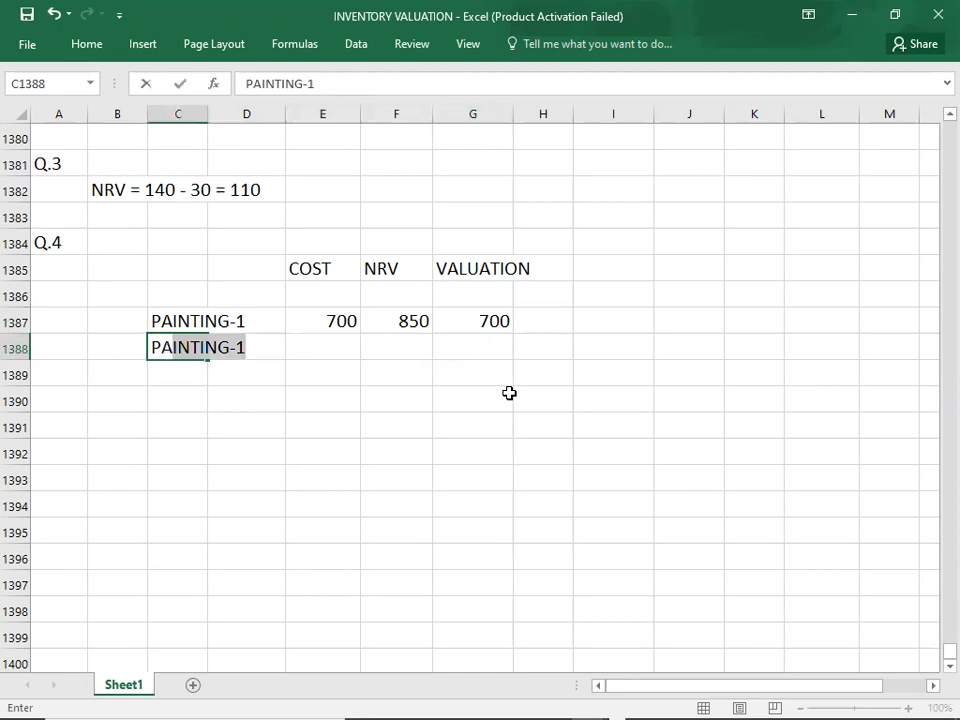 INVENTORY VALUATION - Excel (Product Activation Failed)
File Home Insert Page Layout Formulas Data Review View Tell me what you want to do... Share
C1388 fx PAINTING-1
A B C D E F G H I J K L M
1380
1381 Q.3
1382 NRV = 140 - 30 = 110
1383
1384 Q.4
1385 COST NRV VALUATION
1386
1387 PAINTING-1 700 850 700
1388 PAINTING-1
1389
1390
1391
1392
1393
1394
1395
1396
1397
1398
1399
1400
Sheet1
Enter 100%